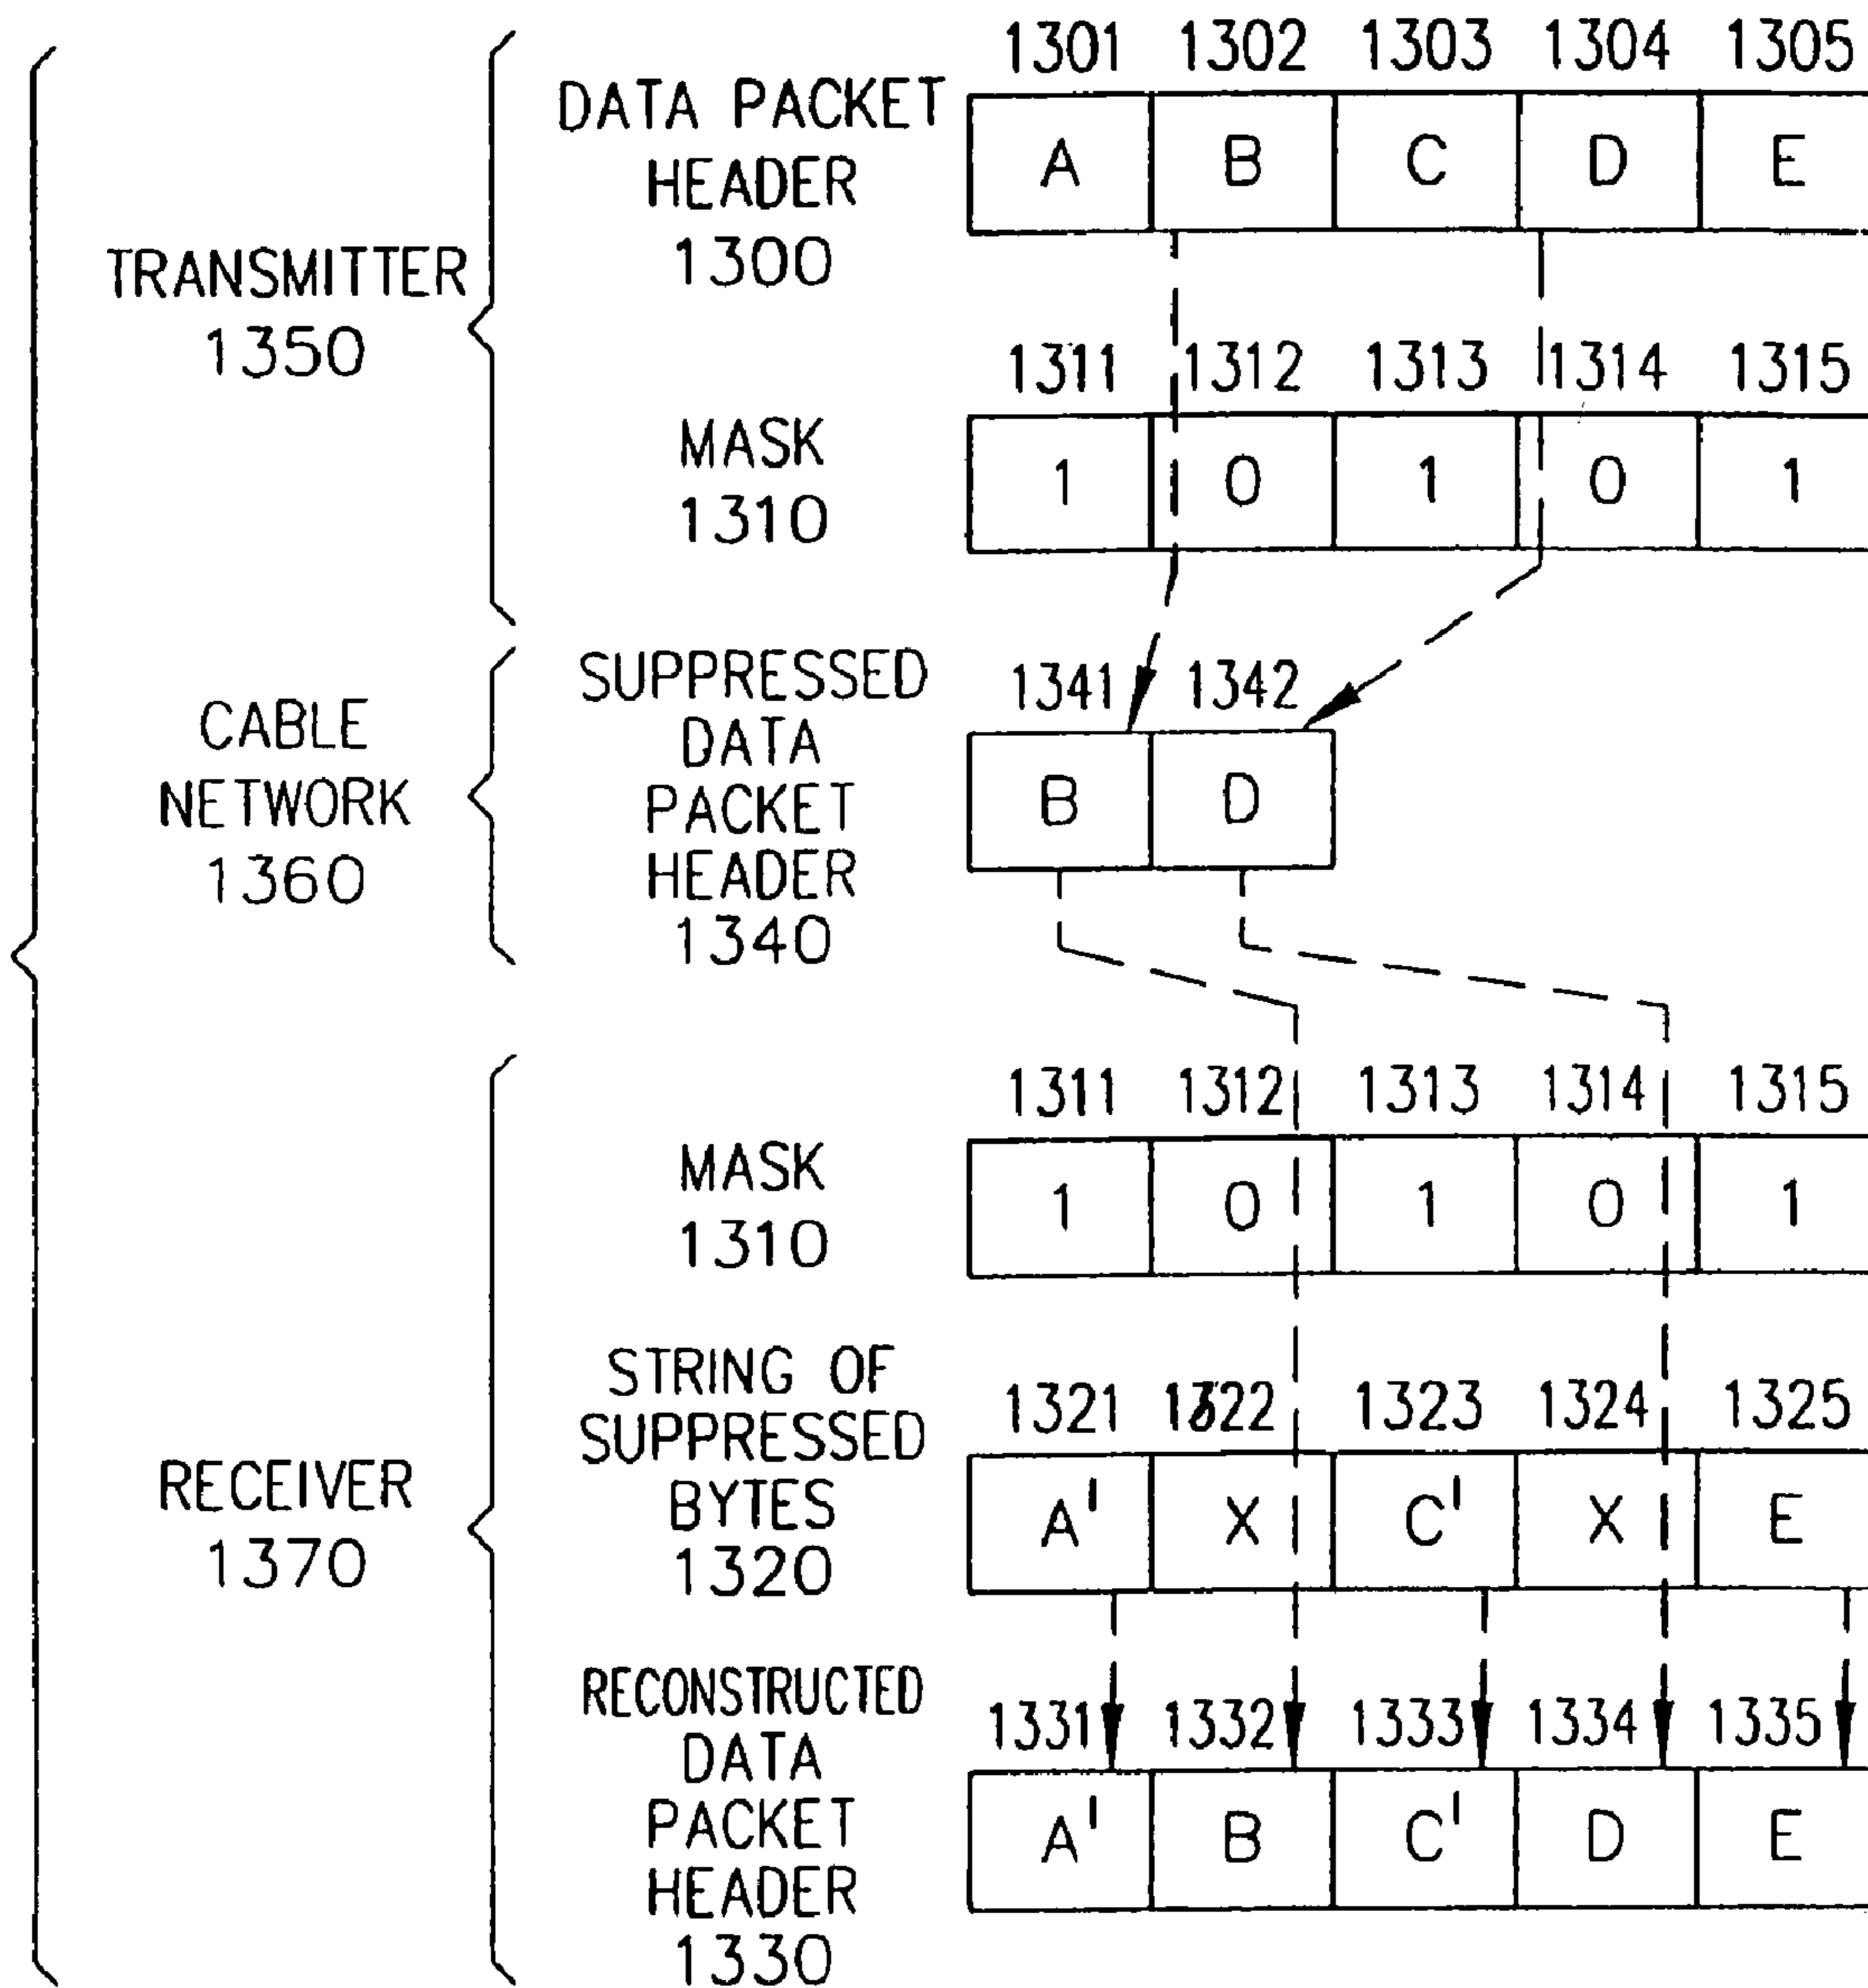 1301 1302 1303 1304 1305
DATA PACKET
HEADER
1300
A B C D E
TRANSMITTER
1350
1311 1312 1313 1314 1315
MASK
1310
1 0 1 0 1
SUPPRESSED
DATA
PACKET
HEADER
1340
1341 1342
B D
CABLE
NETWORK
1360
1311 1312 1313 1314 1315
MASK
1310
1 0 1 0 1
STRING OF
SUPPRESSED
BYTES
1320
1321 1322 1323 1324 1325
A' X C' X E
RECEIVER
1370
RECONSTRUCTED
DATA
PACKET
HEADER
1330
1331 1332 1333 1334 1335
A' B C' D E